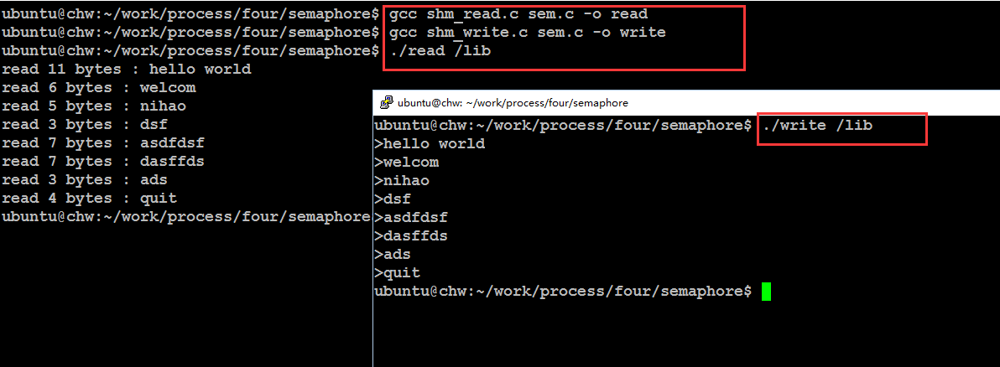 ubuntu@chw:~/work/process/four/semaphore$ gcc shm_read.c sem.c -o read
ubuntu@chw:~/work/process/four/semaphore$ gcc shm_write.c sem.c -o write
ubuntu@chw:~/work/process/four/semaphore$ ./read /lib
read 11 bytes : hello world
read 6 bytes : welcom
read 5 bytes : nihao
read 3 bytes : dsf
read 7 bytes : asdfdsf
read 7 bytes : dasffds
read 3 bytes : ads
read 4 bytes : quit
ubuntu@chw:~/work/process/four/semaphore
ubuntu@chw: ~/work/process/four/semaphore
ubuntu@chw:~/work/process/four/semaphore$ ./write /lib
>hello world
>welcom
>nihao
>dsf
>asdfdsf
>dasffds
>ads
>quit
ubuntu@chw:~/work/process/four/semaphore$